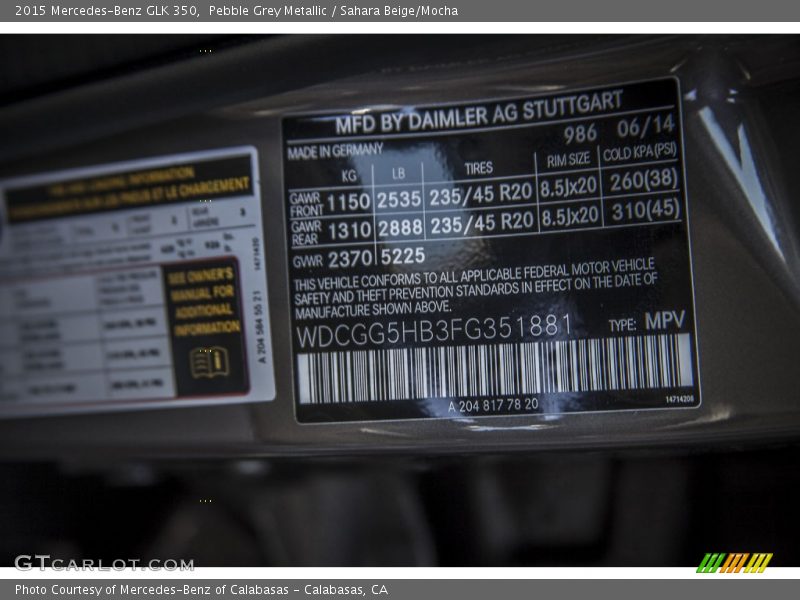 2015 Mercedes-Benz GLK 350, Pebble Grey Metallic / Sahara Beige/Mocha
MFD BY DAIMLER AG STUTTGART
MADE IN GERMANY 986 06/14
KG LB TIRES RIM SIZE COLD KPA(PSI)
GAWR FRONT 1150 2535 235/45 R20 8.5Jx20 260(38)
GAWR REAR 1310 2888 235/45 R20 8.5Jx20 310(45)
GVWR 2370 5225
THIS VEHICLE CONFORMS TO ALL APPLICABLE FEDERAL MOTOR VEHICLE
SAFETY AND THEFT PREVENTION STANDARDS IN EFFECT ON THE DATE OF
MANUFACTURE SHOWN ABOVE.
WDCGG5HB3FG351881 TYPE: MPV
A 204 817 78 20 14714206
SEE OWNER'S
MANUAL FOR
ADDITIONAL
INFORMATION
A 204 584 55 21
GTcarlot.com
Photo Courtesy of Mercedes-Benz of Calabasas - Calabasas, CA